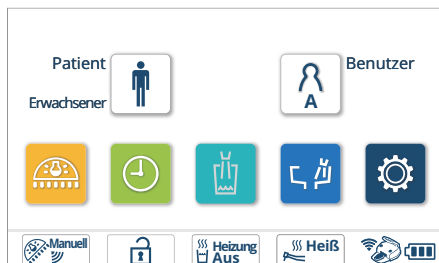 Patient
Benutzer
Erwachsener
A
Manuell
Heizung
Aus
Heiß